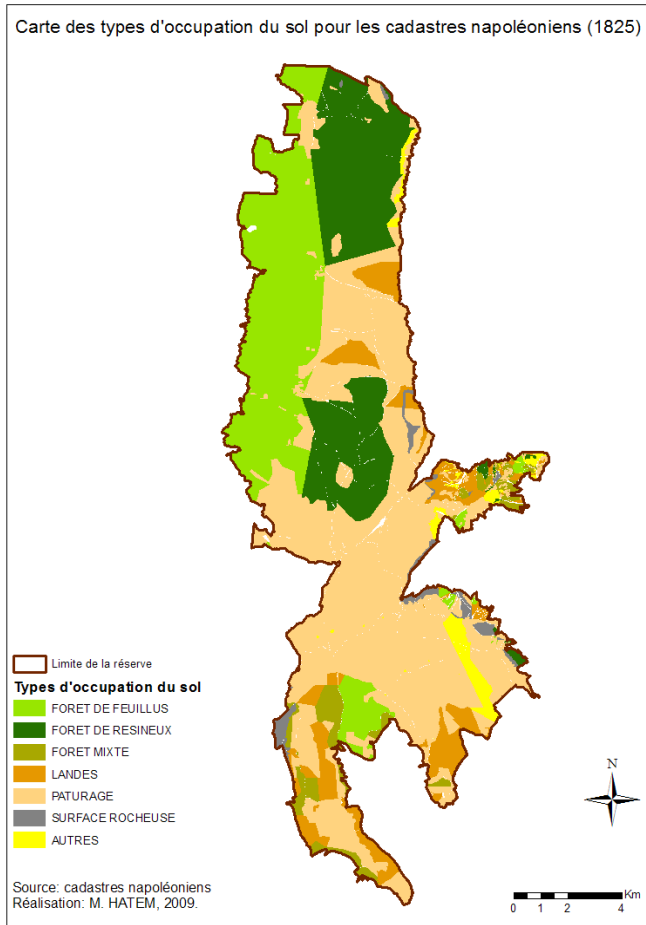 Carte des types d'occupation du sol pour les cadastres napoléoniens (1825)
Limite de la réserve
Types d'occupation du sol
FORET DE FEUILLUS
FORET DE RESINEUX
FORET MIXTE
LANDES
PATURAGE
SURFACE ROCHEUSE
AUTRES
N
Source: cadastres napoléoniens
Réalisation: M. HATEM, 2009.
Km
0 1 2 4